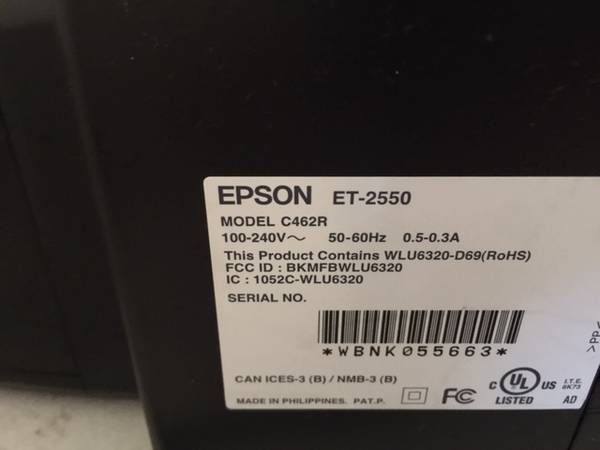 EPSON ET-2550
MODEL C462R
100-240V～ 50-60Hz 0.5-0.3A
This Product Contains WLU6320-D69(RoHS)
FCC ID : BKMFBWLU6320
IC : 1052C-WLU6320
SERIAL NO.
*WBNK055663*
CAN ICES-3 (B) / NMB-3 (B)
MADE IN PHILIPPINES. PAT.P.
FC
C UL US
LISTED
I.T.E.
6K73
AD
>P